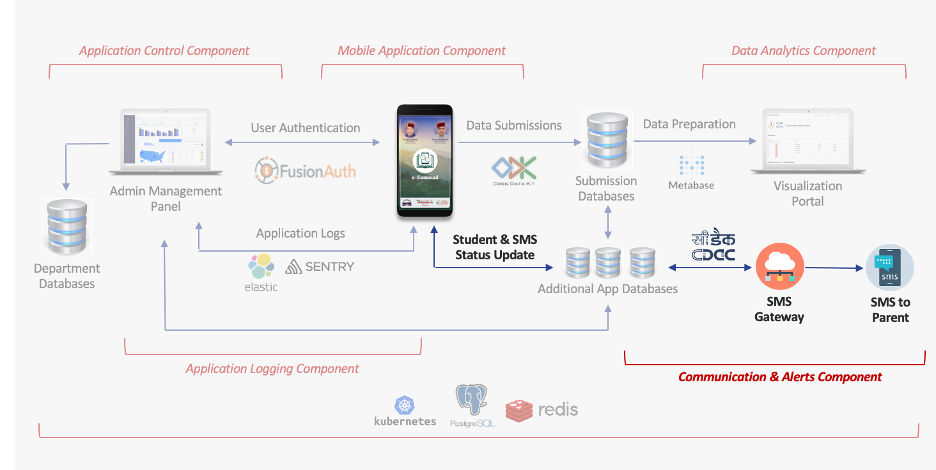 Application Control Component
Mobile Application Component
Data Analytics Component
User Authentication
FusionAuth
Data Submissions
OPEN DATA KIT
Data Preparation
Metabase
Admin Management
Panel
e-Samwad
Submission
Databases
Visualization
Portal
Department
Databases
Application Logs
elastic
SENTRY
Student & SMS
Status Update
Additional App Databases
सी डैक
CDAC
sms
SMS
Gateway
SMS to
Parent
Application Logging Component
Communication & Alerts Component
kubernetes
PostgreSQL
redis